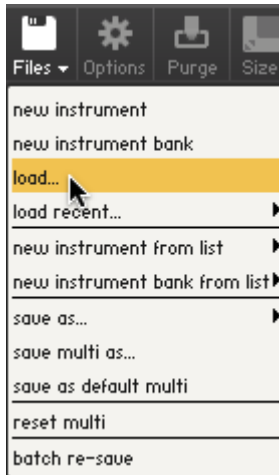 Files Options Purge Size
new instrument
new instrument bank
load...
load recent...
new instrument from list
new instrument bank from list
save as...
save multi as...
save as default multi
reset multi
batch re-save